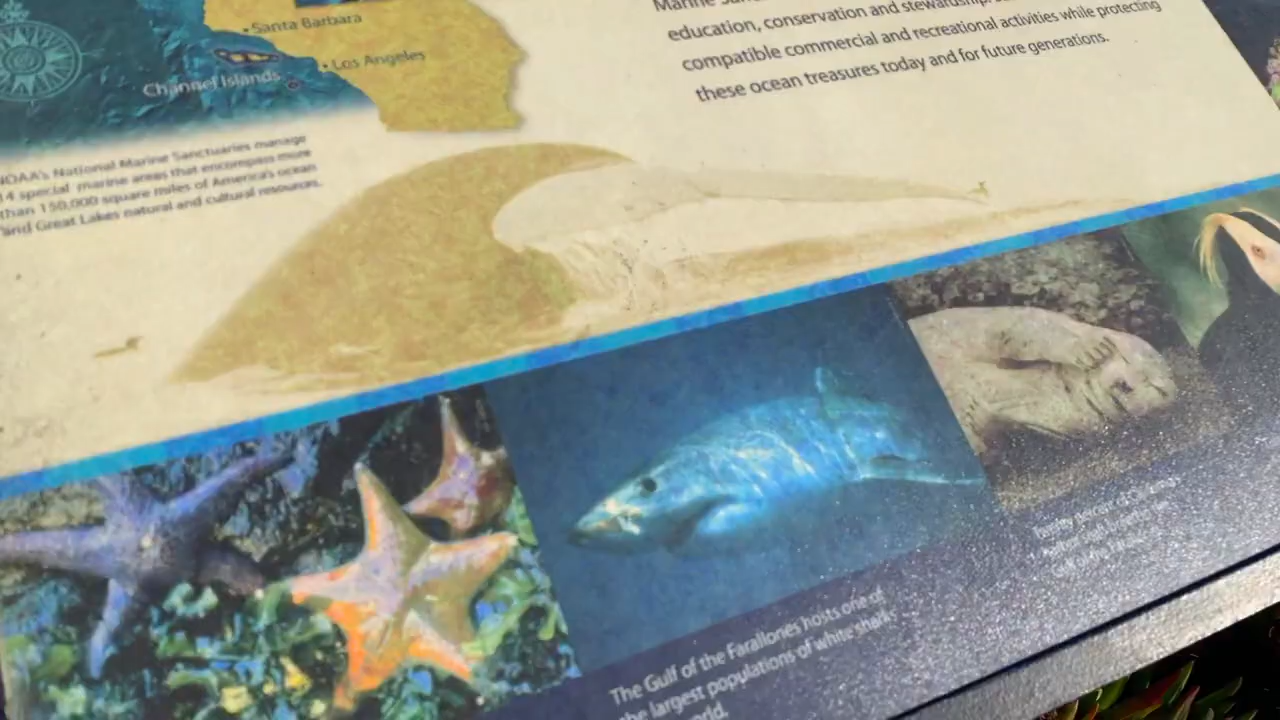 Santa Barbara
Los Angeles
Channel Islands
NOAA's National Marine Sanctuaries manage
14 special marine areas that encompass more
than 150,000 square miles of America's ocean
and Great Lakes natural and cultural resources.
Marine
education, conservation and stewardship.
compatible commercial and recreational activities while protecting
these ocean treasures today and for future generations.
The Gulf of the Farallones hosts one of
the largest populations of white sharks